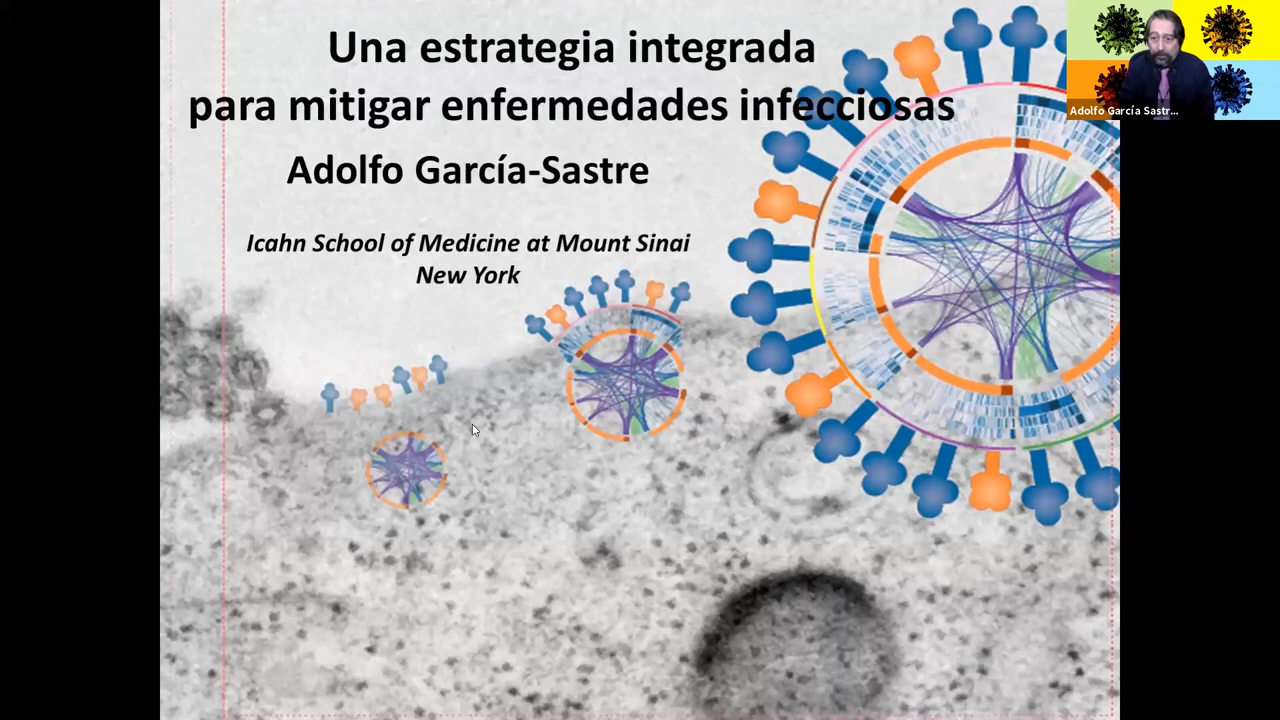 Una estrategia integrada
para mitigar enfermedades infecciosas
Adolfo García-Sastre
Icahn School of Medicine at Mount Sinai
New York
Adolfo García Sastr...